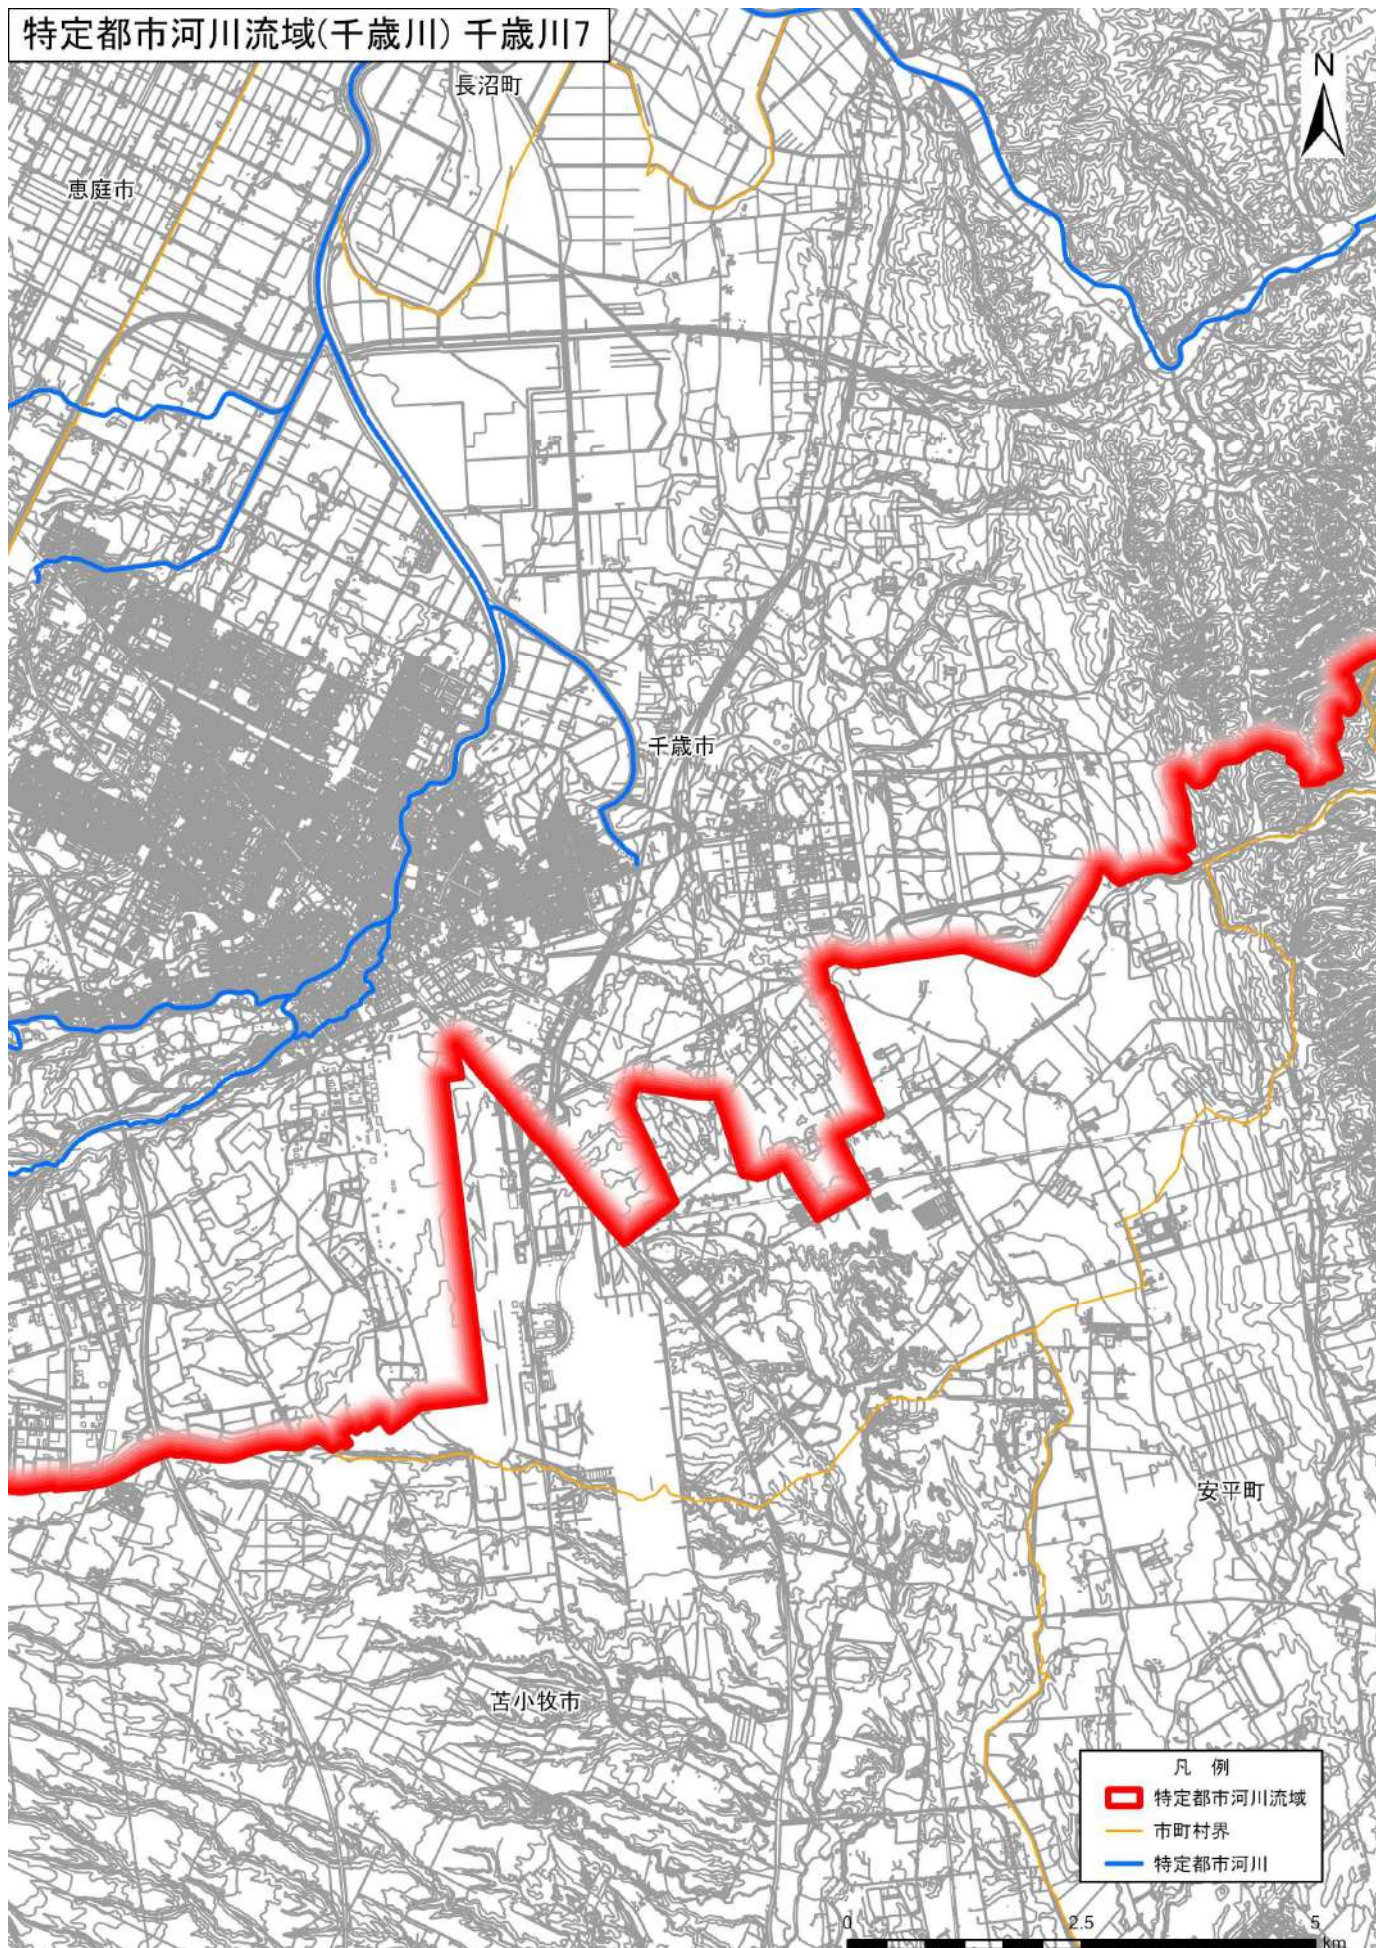 特定都市河川流域(千歳川) 千歳川7
N
長沼町
恵庭市
千歳市
安平町
苫小牧市
凡 例
特定都市河川流域
市町村界
特定都市河川
0 2.5 5
km